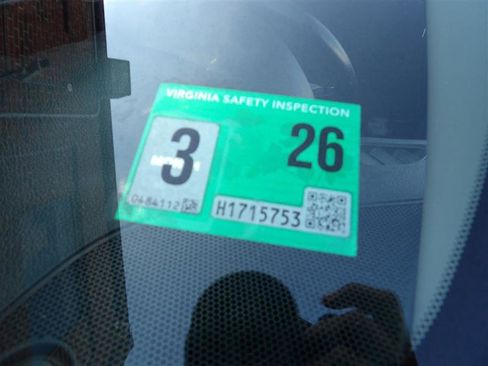 VIRGINIA SAFETY INSPECTION
3 26
0484112
H1715753